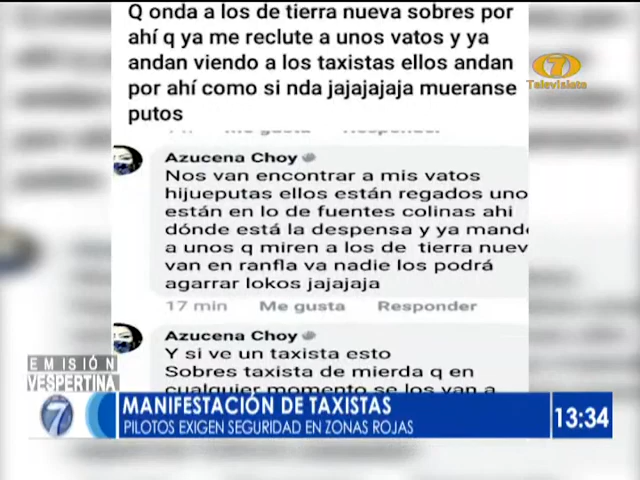 Q onda a los de tierra nueva sobres por
ahí q ya me reclute a unos vatos y ya
andan viendo a los taxistas ellos andan
por ahí como si nda jajajajaja mueranse
putos
7
Televisiete
Me gusta Responder
Azucena Choy
Nos van encontrar a mis vatos
hijueputas ellos están regados uno
están en lo de fuentes colinas ahi
dónde está la despensa y ya mand
a unos q miren a los de tierra nuev
van en ranfla va nadie los podrá
agarrar lokos jajajaja
17 min Me gusta Responder
Azucena Choy
Y si ve un taxista esto
Sobres taxista de mierda q en
cualquier momento se los van a
EMISIÓN
VESPERTINA
7
MANIFESTACIÓN DE TAXISTAS
PILOTOS EXIGEN SEGURIDAD EN ZONAS ROJAS
13:34